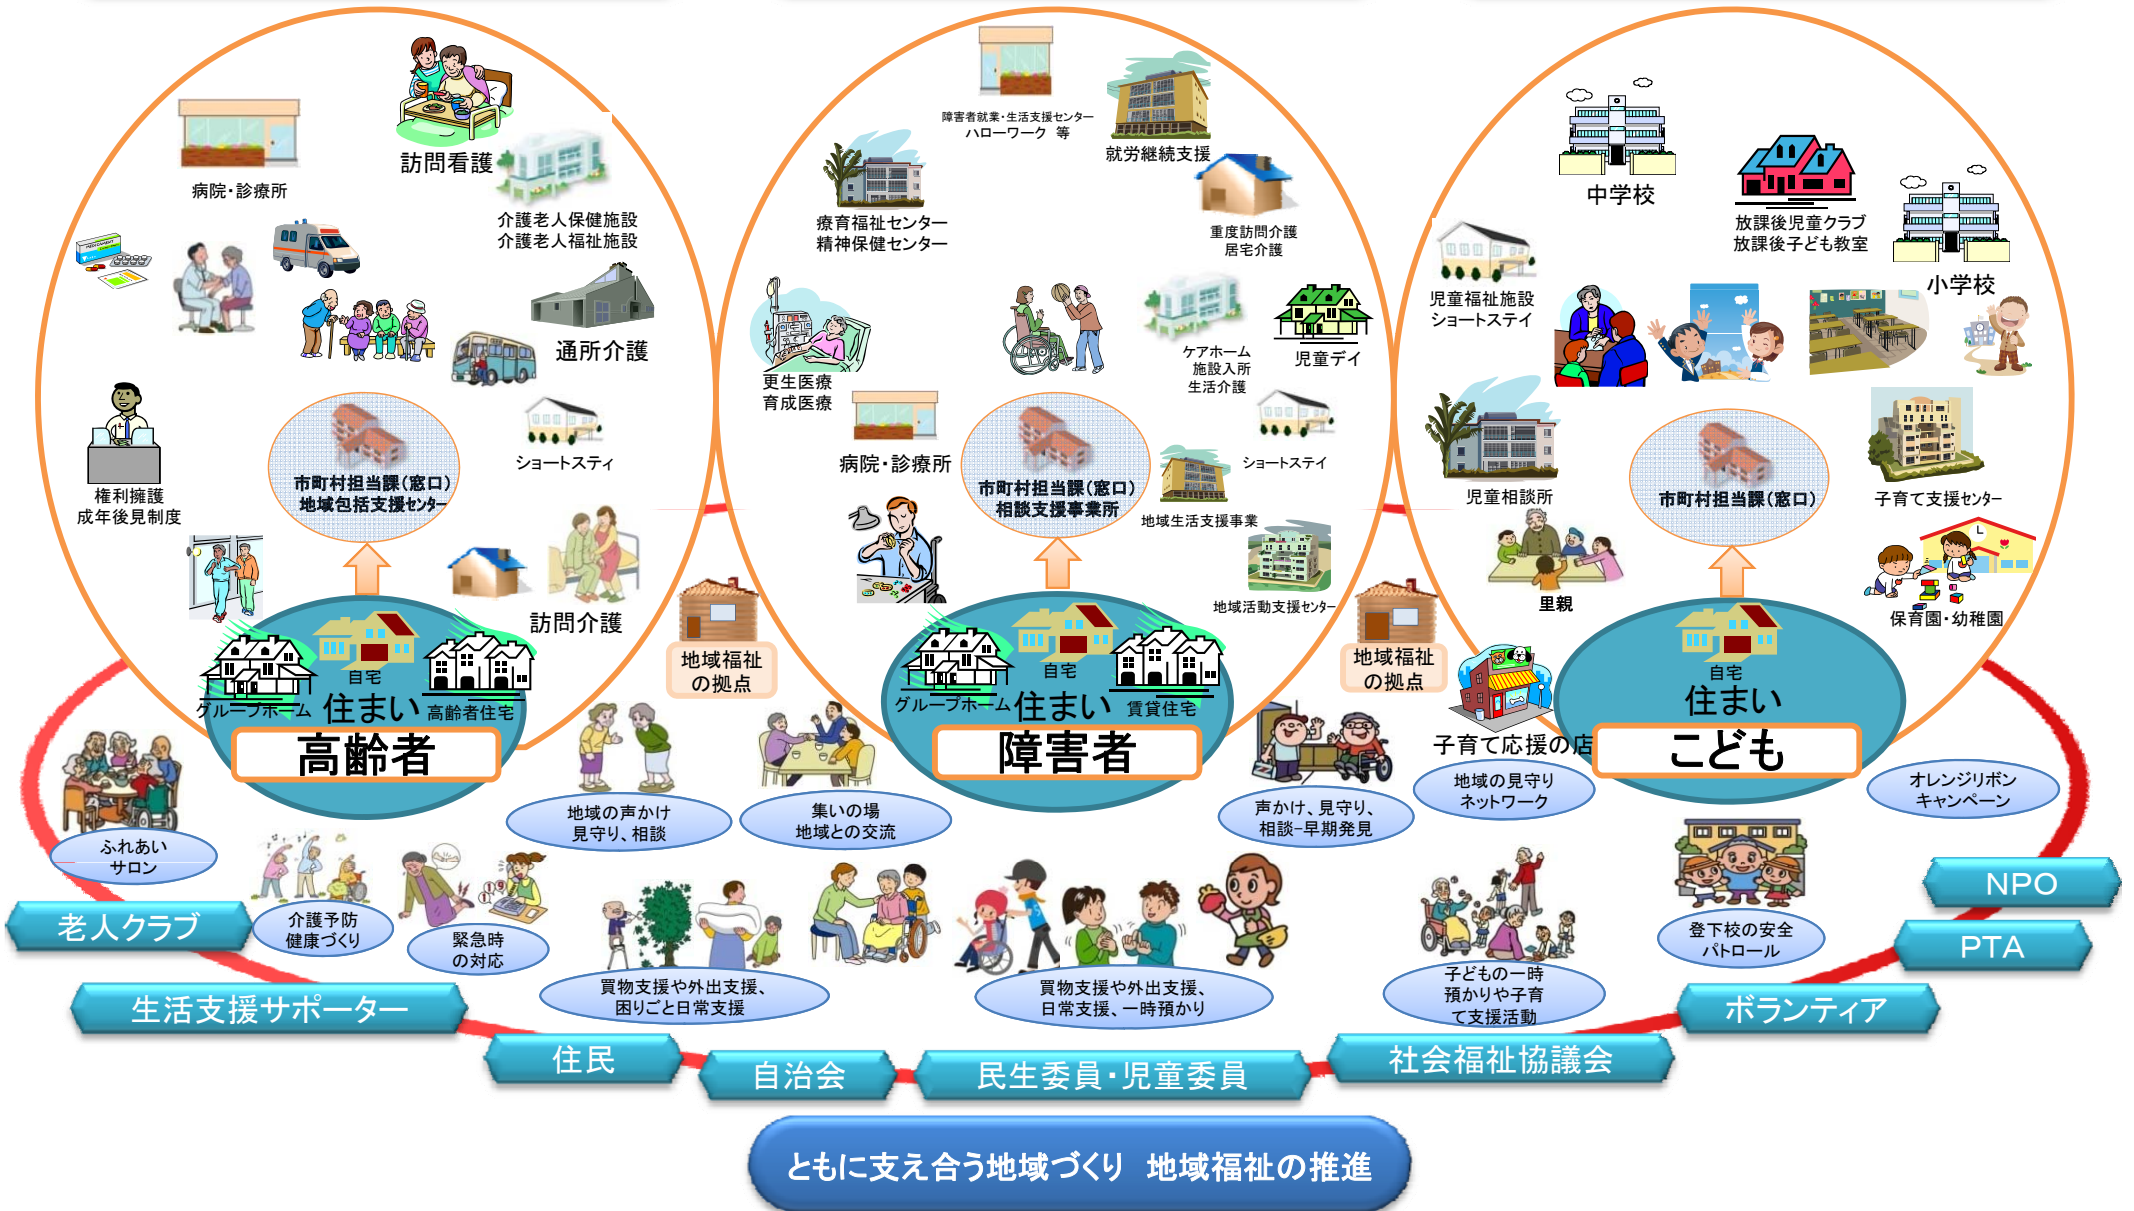 訪問看護
病院・診療所
介護老人保健施設
介護老人福祉施設
通所介護
ショートスティ
権利擁護
成年後見制度
市町村担当課（窓口）
地域包括支援センター
訪問介護
自宅
グループホーム
住まい
高齢者住宅
高齢者
障害者就業・生活支援センター
ハローワーク 等
就労継続支援
療育福祉センター
精神保健センター
重度訪問介護
居宅介護
ケアホーム
施設入所
生活介護
児童デイ
更生医療
育成医療
病院・診療所
ショートステイ
市町村担当課（窓口）
相談支援事業所
地域生活支援事業
地域活動支援センター
自宅
グループホーム
住まい
賃貸住宅
障害者
中学校
放課後児童クラブ
放課後子ども教室
小学校
児童福祉施設
ショートステイ
児童相談所
市町村担当課（窓口）
子育て支援センター
里親
保育園・幼稚園
自宅
住まい
こども
地域福祉
の拠点
地域福祉
の拠点
子育て応援の店
地域の見守り
ネットワーク
オレンジリボン
キャンペーン
地域の声かけ
見守り、相談
集いの場
地域との交流
声かけ、見守り、
相談−早期発見
ふれあい
サロン
介護予防
健康づくり
緊急時
の対応
買物支援や外出支援、
困りごと日常支援
買物支援や外出支援、
日常支援、一時預かり
子どもの一時
預かりや子育
て支援活動
登下校の安全
パトロール
老人クラブ
生活支援サポーター
住民
自治会
民生委員・児童委員
社会福祉協議会
ボランティア
PTA
NPO
ともに支え合う地域づくり 地域福祉の推進